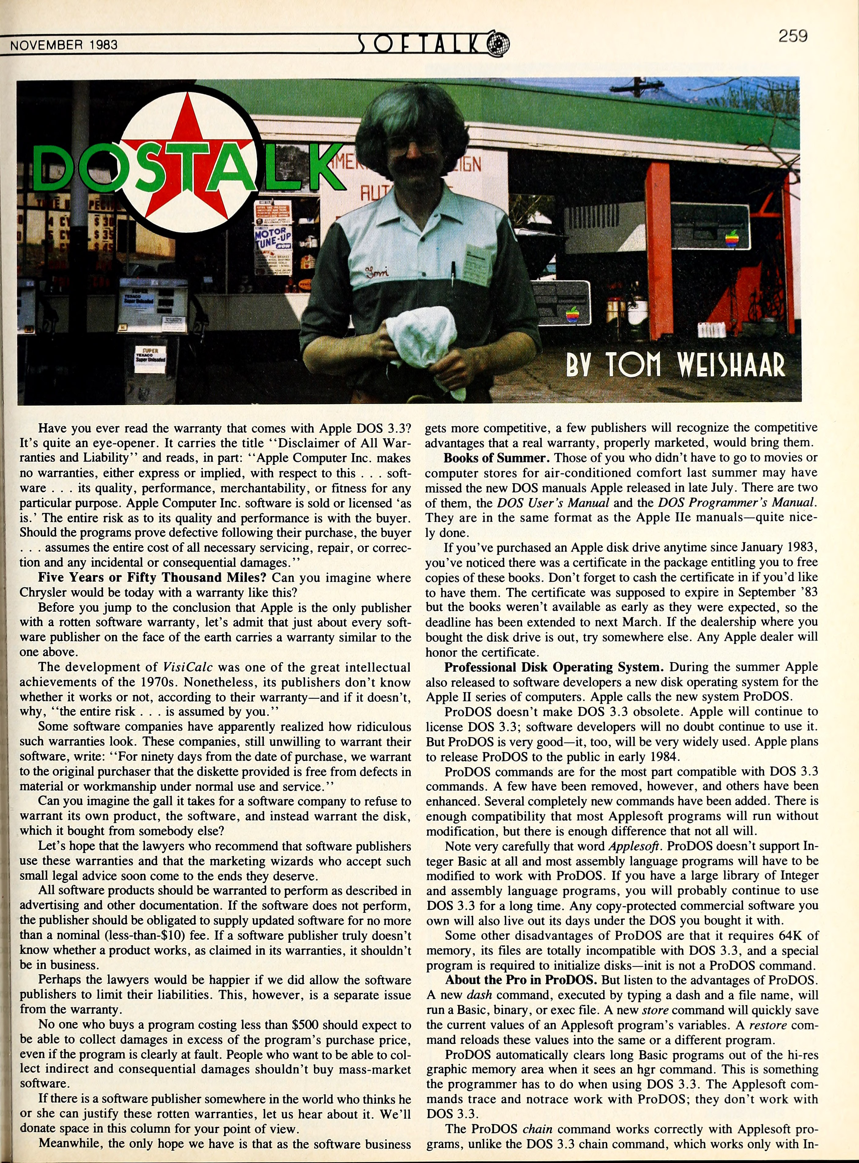 NOVEMBER 1983
SOFTALK
259
DOSTALK
AUT
MOTOR
TUNE-UP
Tom
SUPER
TEXACO
Super Unleaded
BY TOM WEISHAAR
Have you ever read the warranty that comes with Apple DOS 3.3?
It's quite an eye-opener. It carries the title ‘‘Disclaimer of All War-
ranties and Liability’’ and reads, in part: ‘‘Apple Computer Inc. makes
no warranties, either express or implied, with respect to this . . . soft-
ware . . . its quality, performance, merchantability, or fitness for any
particular purpose. Apple Computer Inc. software is sold or licensed ‘as
is.’ The entire risk as to its quality and performance is with the buyer.
Should the programs prove defective following their purchase, the buyer
. . . assumes the entire cost of all necessary servicing, repair, or correc-
tion and any incidental or consequential damages.’’
Five Years or Fifty Thousand Miles? Can you imagine where
Chrysler would be today with a warranty like this?
Before you jump to the conclusion that Apple is the only publisher
with a rotten software warranty, let's admit that just about every soft-
ware publisher on the face of the earth carries a warranty similar to the
one above.
The development of VisiCalc was one of the great intellectual
achievements of the 1970s. Nonetheless, its publishers don't know
whether it works or not, according to their warranty—and if it doesn't,
why, ‘‘the entire risk . . . is assumed by you.’’
Some software companies have apparently realized how ridiculous
such warranties look. These companies, still unwilling to warrant their
software, write: ‘‘For ninety days from the date of purchase, we warrant
to the original purchaser that the diskette provided is free from defects in
material or workmanship under normal use and service.’’
Can you imagine the gall it takes for a software company to refuse to
warrant its own product, the software, and instead warrant the disk,
which it bought from somebody else?
Let's hope that the lawyers who recommend that software publishers
use these warranties and that the marketing wizards who accept such
small legal advice soon come to the ends they deserve.
All software products should be warranted to perform as described in
advertising and other documentation. If the software does not perform,
the publisher should be obligated to supply updated software for no more
than a nominal (less-than-$10) fee. If a software publisher truly doesn't
know whether a product works, as claimed in its warranties, it shouldn't
be in business.
Perhaps the lawyers would be happier if we did allow the software
publishers to limit their liabilities. This, however, is a separate issue
from the warranty.
No one who buys a program costing less than $500 should expect to
be able to collect damages in excess of the program's purchase price,
even if the program is clearly at fault. People who want to be able to col-
lect indirect and consequential damages shouldn't buy mass-market
software.
If there is a software publisher somewhere in the world who thinks he
or she can justify these rotten warranties, let us hear about it. We'll
donate space in this column for your point of view.
Meanwhile, the only hope we have is that as the software business
gets more competitive, a few publishers will recognize the competitive
advantages that a real warranty, properly marketed, would bring them.
Books of Summer. Those of you who didn't have to go to movies or
computer stores for air-conditioned comfort last summer may have
missed the new DOS manuals Apple released in late July. There are two
of them, the DOS User's Manual and the DOS Programmer's Manual.
They are in the same format as the Apple IIe manuals—quite nice-
ly done.
If you've purchased an Apple disk drive anytime since January 1983,
you've noticed there was a certificate in the package entitling you to free
copies of these books. Don't forget to cash the certificate in if you'd like
to have them. The certificate was supposed to expire in September '83
but the books weren't available as early as they were expected, so the
deadline has been extended to next March. If the dealership where you
bought the disk drive is out, try somewhere else. Any Apple dealer will
honor the certificate.
Professional Disk Operating System. During the summer Apple
also released to software developers a new disk operating system for the
Apple II series of computers. Apple calls the new system ProDOS.
ProDOS doesn't make DOS 3.3 obsolete. Apple will continue to
license DOS 3.3; software developers will no doubt continue to use it.
But ProDOS is very good—it, too, will be very widely used. Apple plans
to release ProDOS to the public in early 1984.
ProDOS commands are for the most part compatible with DOS 3.3
commands. A few have been removed, however, and others have been
enhanced. Several completely new commands have been added. There is
enough compatibility that most Applesoft programs will run without
modification, but there is enough difference that not all will.
Note very carefully that word Applesoft. ProDOS doesn't support In-
teger Basic at all and most assembly language programs will have to be
modified to work with ProDOS. If you have a large library of Integer
and assembly language programs, you will probably continue to use
DOS 3.3 for a long time. Any copy-protected commercial software you
own will also live out its days under the DOS you bought it with.
Some other disadvantages of ProDOS are that it requires 64K of
memory, its files are totally incompatible with DOS 3.3, and a special
program is required to initialize disks—init is not a ProDOS command.
About the Pro in ProDOS. But listen to the advantages of ProDOS.
A new dash command, executed by typing a dash and a file name, will
run a Basic, binary, or exec file. A new store command will quickly save
the current values of an Applesoft program's variables. A restore com-
mand reloads these values into the same or a different program.
ProDOS automatically clears long Basic programs out of the hi-res
graphic memory area when it sees an hgr command. This is something
the programmer has to do when using DOS 3.3. The Applesoft com-
mands trace and notrace work with ProDOS; they don't work with
DOS 3.3.
The ProDOS chain command works correctly with Applesoft pro-
grams, unlike the DOS 3.3 chain command, which works only with In-